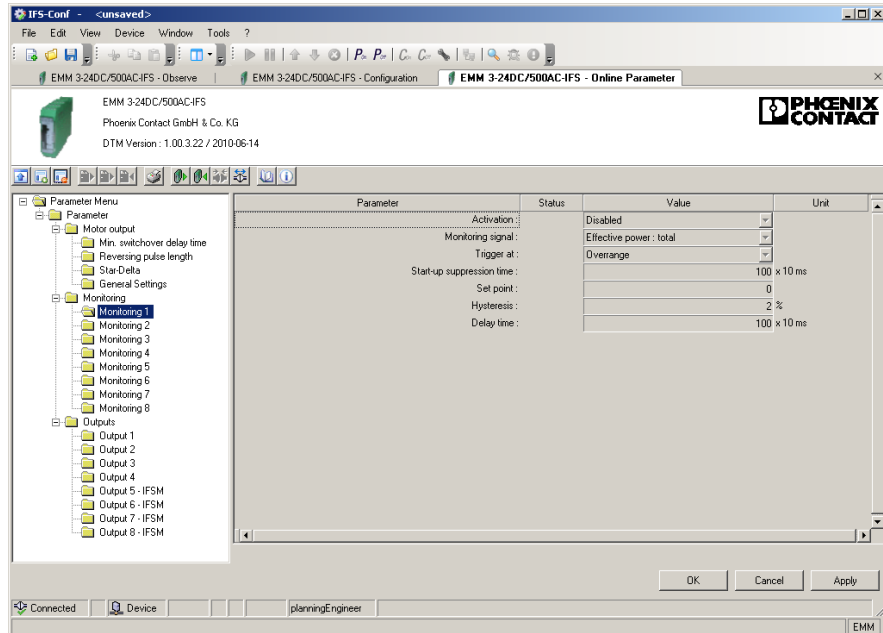 IFS-Conf - <unsaved>
File Edit View Device Window Tools ?
EMM 3-24DC/500AC-IFS - Observe
EMM 3-24DC/500AC-IFS - Configuration
EMM 3-24DC/500AC-IFS - Online Parameter
EMM 3-24DC/500AC-IFS
Phoenix Contact GmbH & Co. KG
DTM Version : 1.00.3.22 / 2010-06-14
PHŒNIX
CONTACT
Parameter Menu
Parameter
Motor output
Min. switchover delay time
Reversing pulse length
Star-Delta
General Settings
Monitoring
Monitoring 1
Monitoring 2
Monitoring 3
Monitoring 4
Monitoring 5
Monitoring 6
Monitoring 7
Monitoring 8
Outputs
Output 1
Output 2
Output 3
Output 4
Output 5 - IFSM
Output 6 - IFSM
Output 7 - IFSM
Output 8 - IFSM
Parameter Status Value Unit
Activation : Disabled
Monitoring signal : Effective power : total
Trigger at : Overrange
Start-up suppression time : 100 x 10 ms
Set point : 0
Hysteresis : 2 %
Delay time : 100 x 10 ms
OK Cancel Apply
Connected Device planningEngineer
EMM